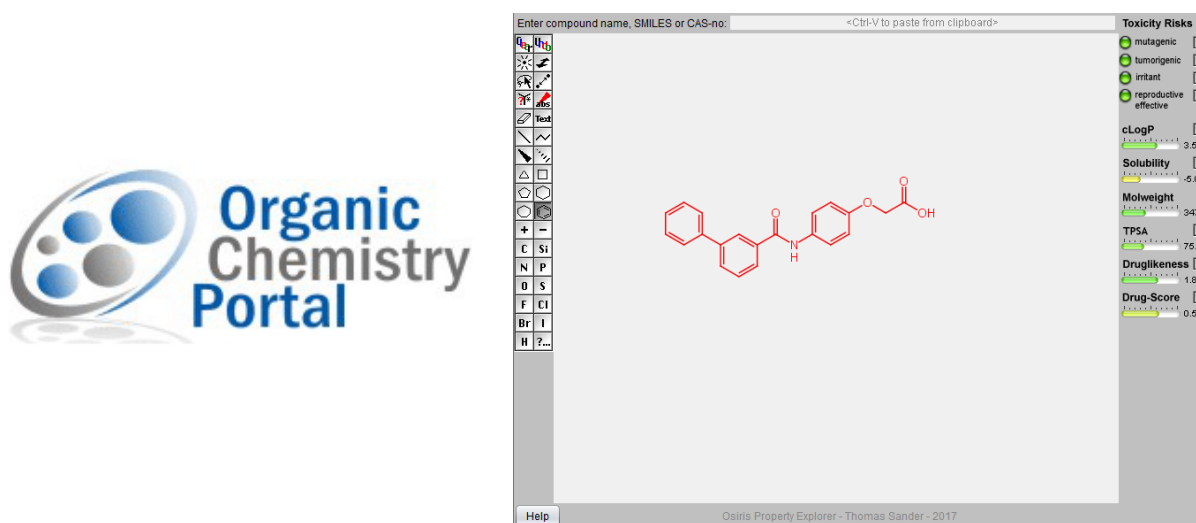 Organic
Chemistry
Portal
Enter compound name, SMILES or CAS-no:
<Ctrl-V to paste from clipboard>
abs
Text
C Si
N P
O S
F Cl
Br I
H ?...
O
OH
O
O
N
H
Toxicity Risks
mutagenic
tumorigenic
irritant
reproductive
effective
cLogP
Solubility
Molweight
TPSA
Druglikeness
Drug-Score
Help
Osiris Property Explorer - Thomas Sander - 2017